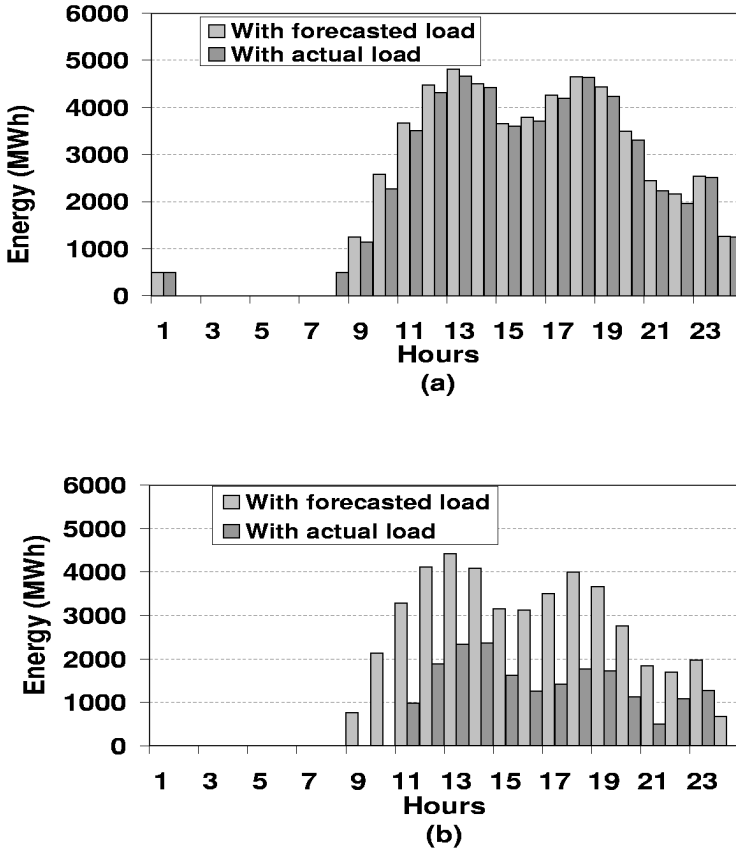 6000
5000
4000
3000
2000
1000
0
Energy (MWh)
With forecasted load
With actual load
1 3 5 7 9 11 13 15 17 19 21 23
Hours
(a)
6000
5000
4000
3000
2000
1000
0
Energy (MWh)
With forecasted load
With actual load
1 3 5 7 9 11 13 15 17 19 21 23
Hours
(b)